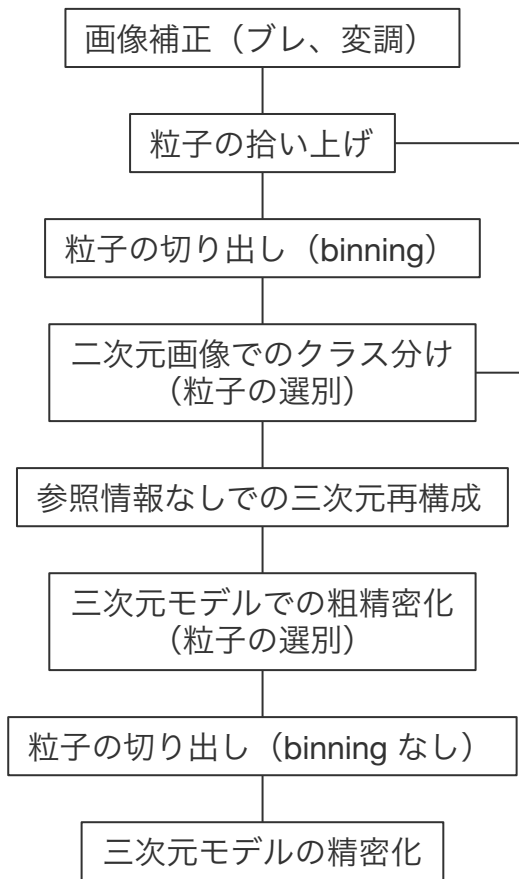 画像補正（ブレ、変調）
粒子の拾い上げ
粒子の切り出し（binning）
二次元画像でのクラス分け
（粒子の選別）
参照情報なしでの三次元再構成
三次元モデルでの粗精密化
（粒子の選別）
粒子の切り出し（binning なし）
三次元モデルの精密化